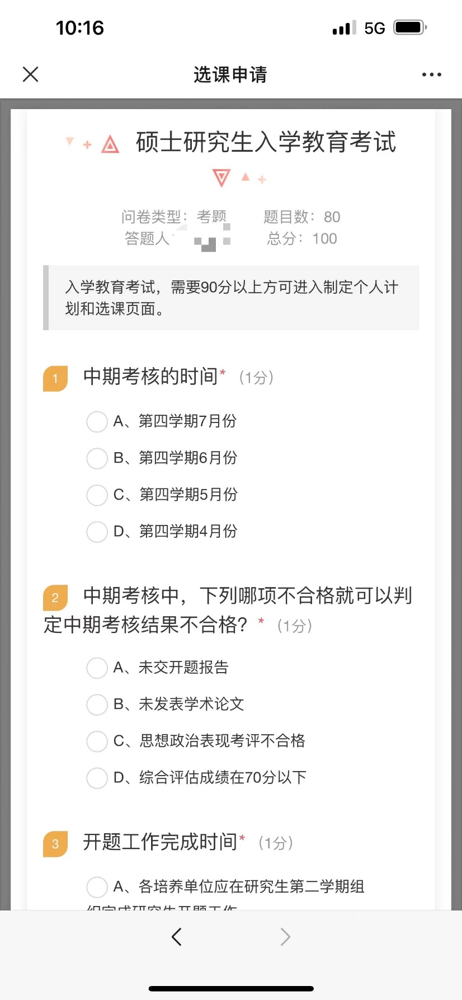 10:16
5G
选课申请
硕士研究生入学教育考试
问卷类型：考题 题目数：80
答题人 总分：100
入学教育考试，需要90分以上方可进入制定个人计
划和选课页面。
1 中期考核的时间* （1分）
A、第四学期7月份
B、第四学期6月份
C、第四学期5月份
D、第四学期4月份
2 中期考核中，下列哪项不合格就可以判
定中期考核结果不合格？* （1分）
A、未交开题报告
B、未发表学术论文
C、思想政治表现考评不合格
D、综合评估成绩在70分以下
3 开题工作完成时间* （1分）
A、各培养单位应在研究生第二学期组